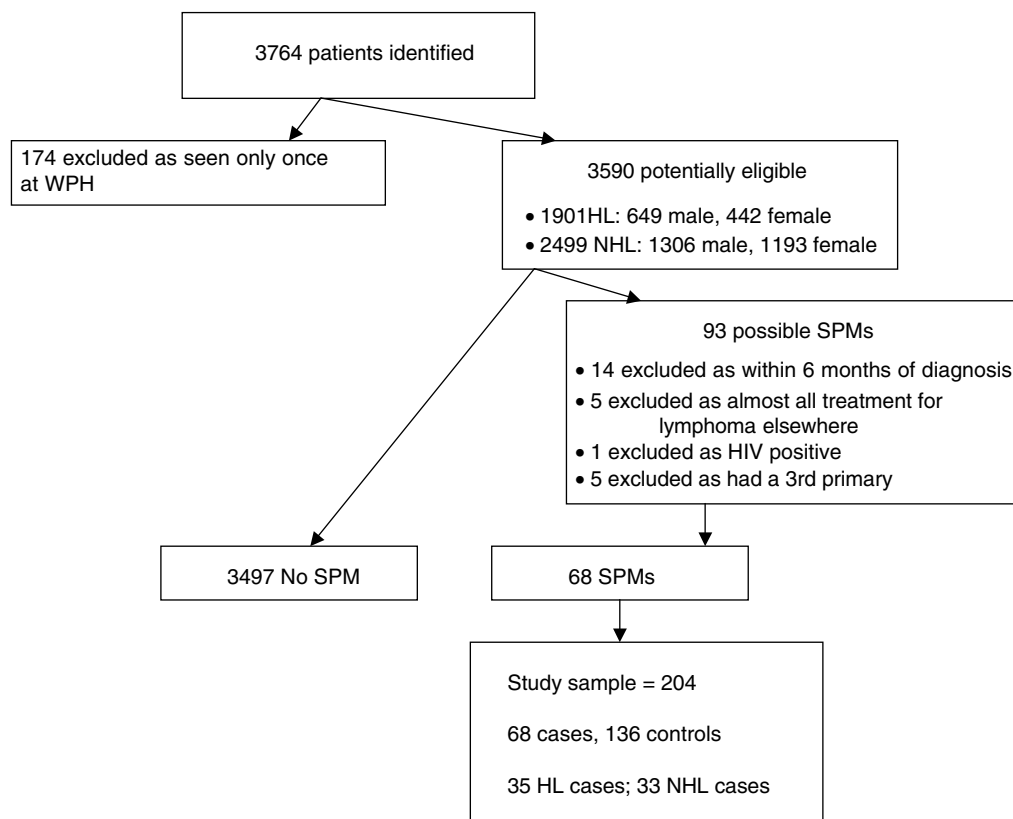 3764 patients identified
174 excluded as seen only once
at WPH
3590 potentially eligible
• 1901HL: 649 male, 442 female
• 2499 NHL: 1306 male, 1193 female
93 possible SPMs
• 14 excluded as within 6 months of diagnosis
• 5 excluded as almost all treatment for
lymphoma elsewhere
• 1 excluded as HIV positive
• 5 excluded as had a 3rd primary
3497 No SPM
68 SPMs
Study sample = 204
68 cases, 136 controls
35 HL cases; 33 NHL cases